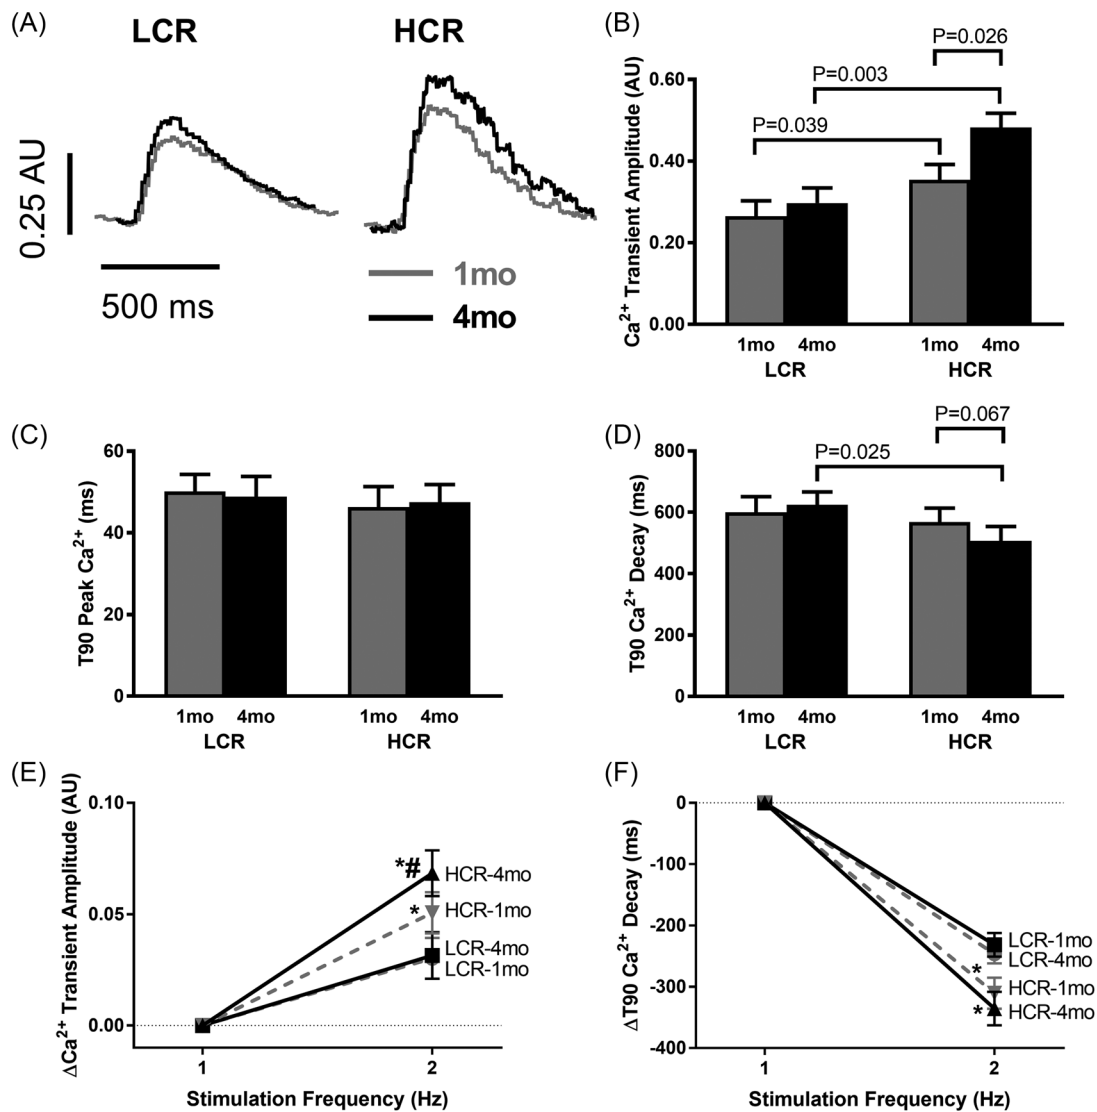 (A)
LCR HCR
0.25 AU
500 ms
1mo
4mo
(B)
Ca²⁺ Transient Amplitude (AU)
0.60
0.40
0.20
0.00
P=0.026
P=0.003
P=0.039
1mo 4mo 1mo 4mo
LCR HCR
(C)
T90 Peak Ca²⁺ (ms)
60
40
20
0
1mo 4mo 1mo 4mo
LCR HCR
(D)
T90 Ca²⁺ Decay (ms)
800
600
400
200
0
P=0.067
P=0.025
1mo 4mo 1mo 4mo
LCR HCR
(E)
ΔCa²⁺ Transient Amplitude (AU)
0.10
0.05
0.00
*#
*
HCR-4mo
HCR-1mo
LCR-4mo
LCR-1mo
1 2
Stimulation Frequency (Hz)
(F)
ΔT90 Ca²⁺ Decay (ms)
0
-100
-200
-300
-400
*
*
LCR-1mo
LCR-4mo
HCR-1mo
HCR-4mo
1 2
Stimulation Frequency (Hz)